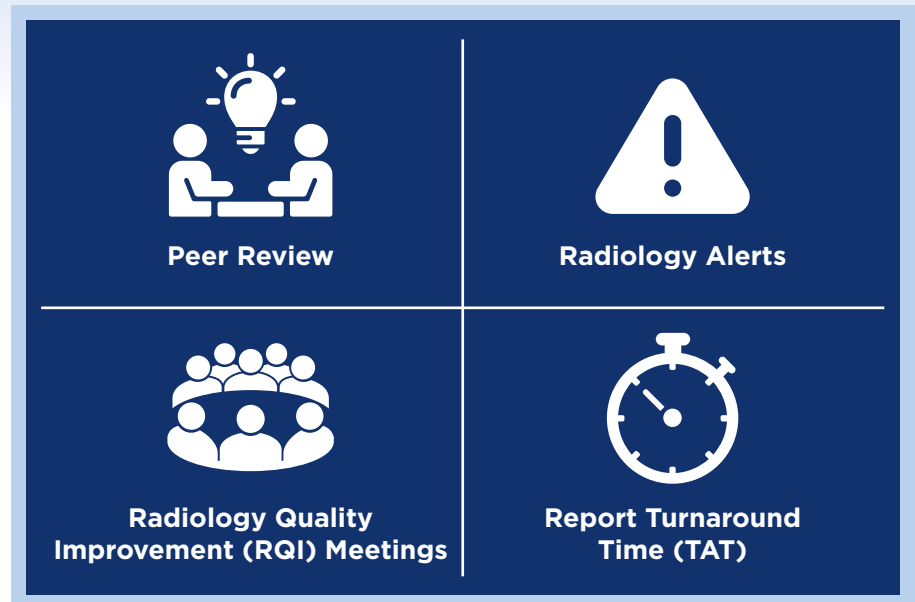 Peer Review
Radiology Alerts
Radiology Quality
Improvement (RQI) Meetings
Report Turnaround
Time (TAT)